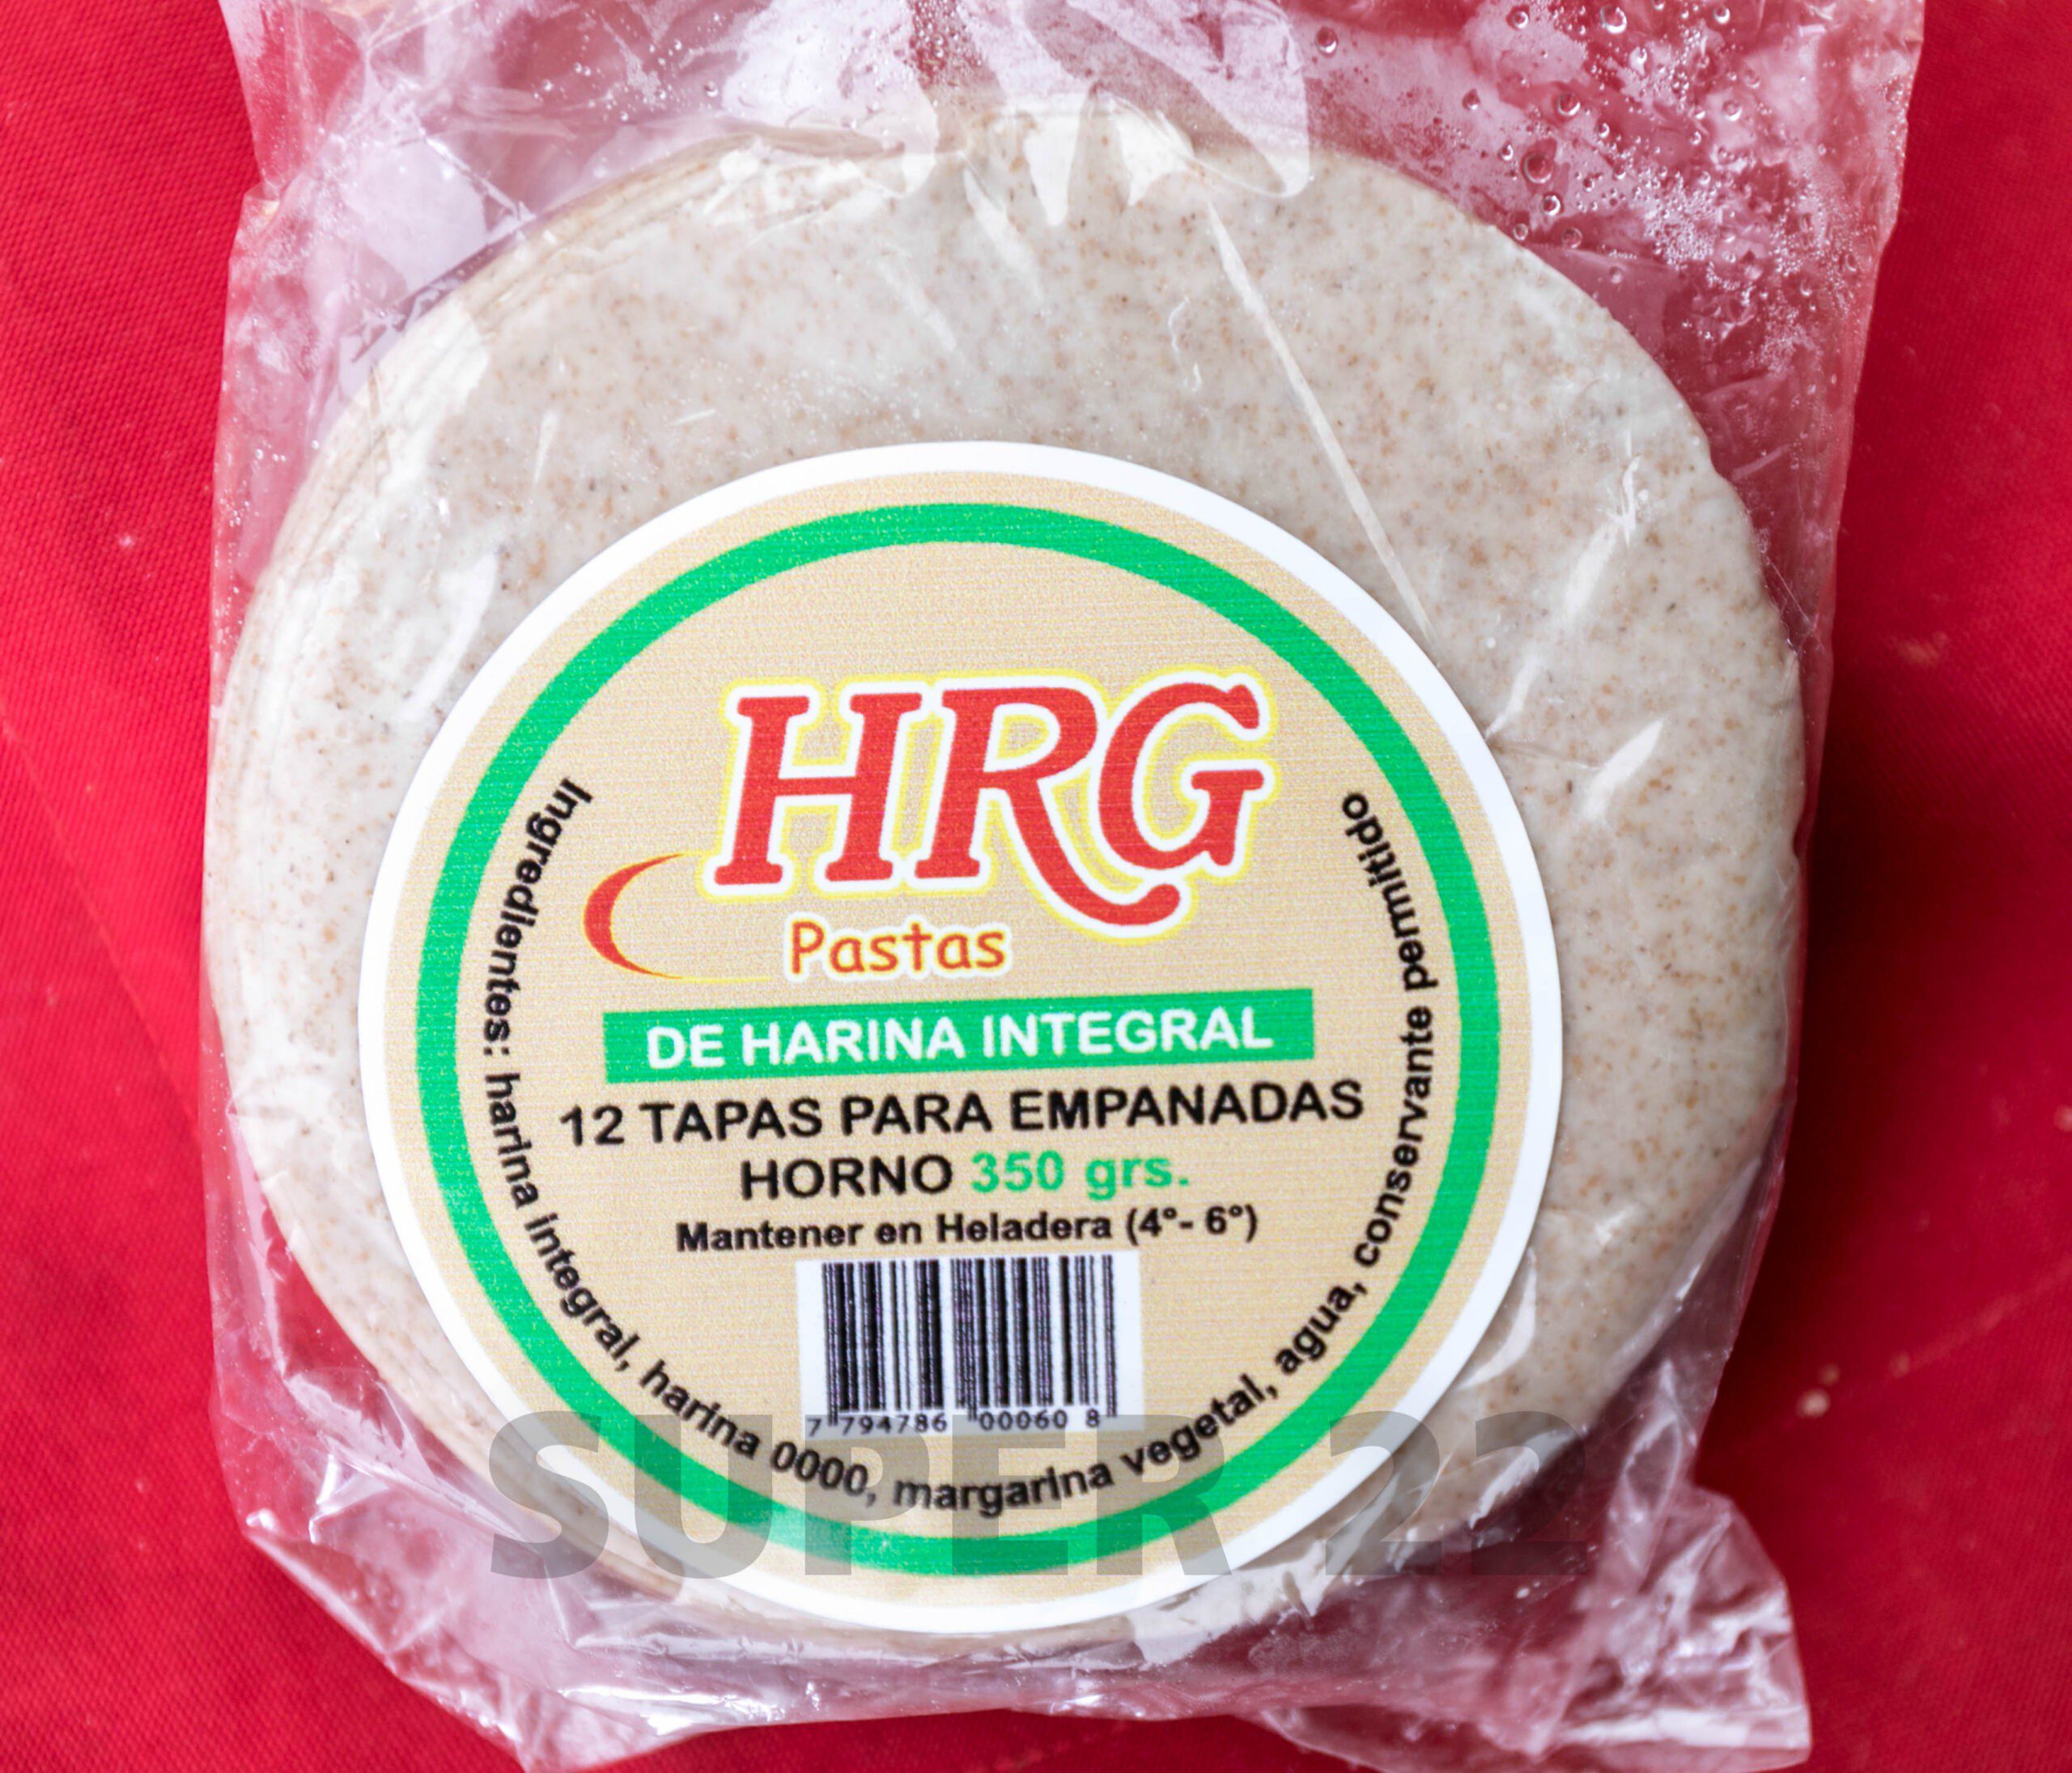 HRG
Pastas
DE HARINA INTEGRAL
12 TAPAS PARA EMPANADAS
HORNO 350 grs.
Mantener en Heladera (4°- 6°)
7 794786 00060 8
Ingredientes: harina integral, harina 0000, margarina vegetal, agua, conservante permitido
SUPER 22